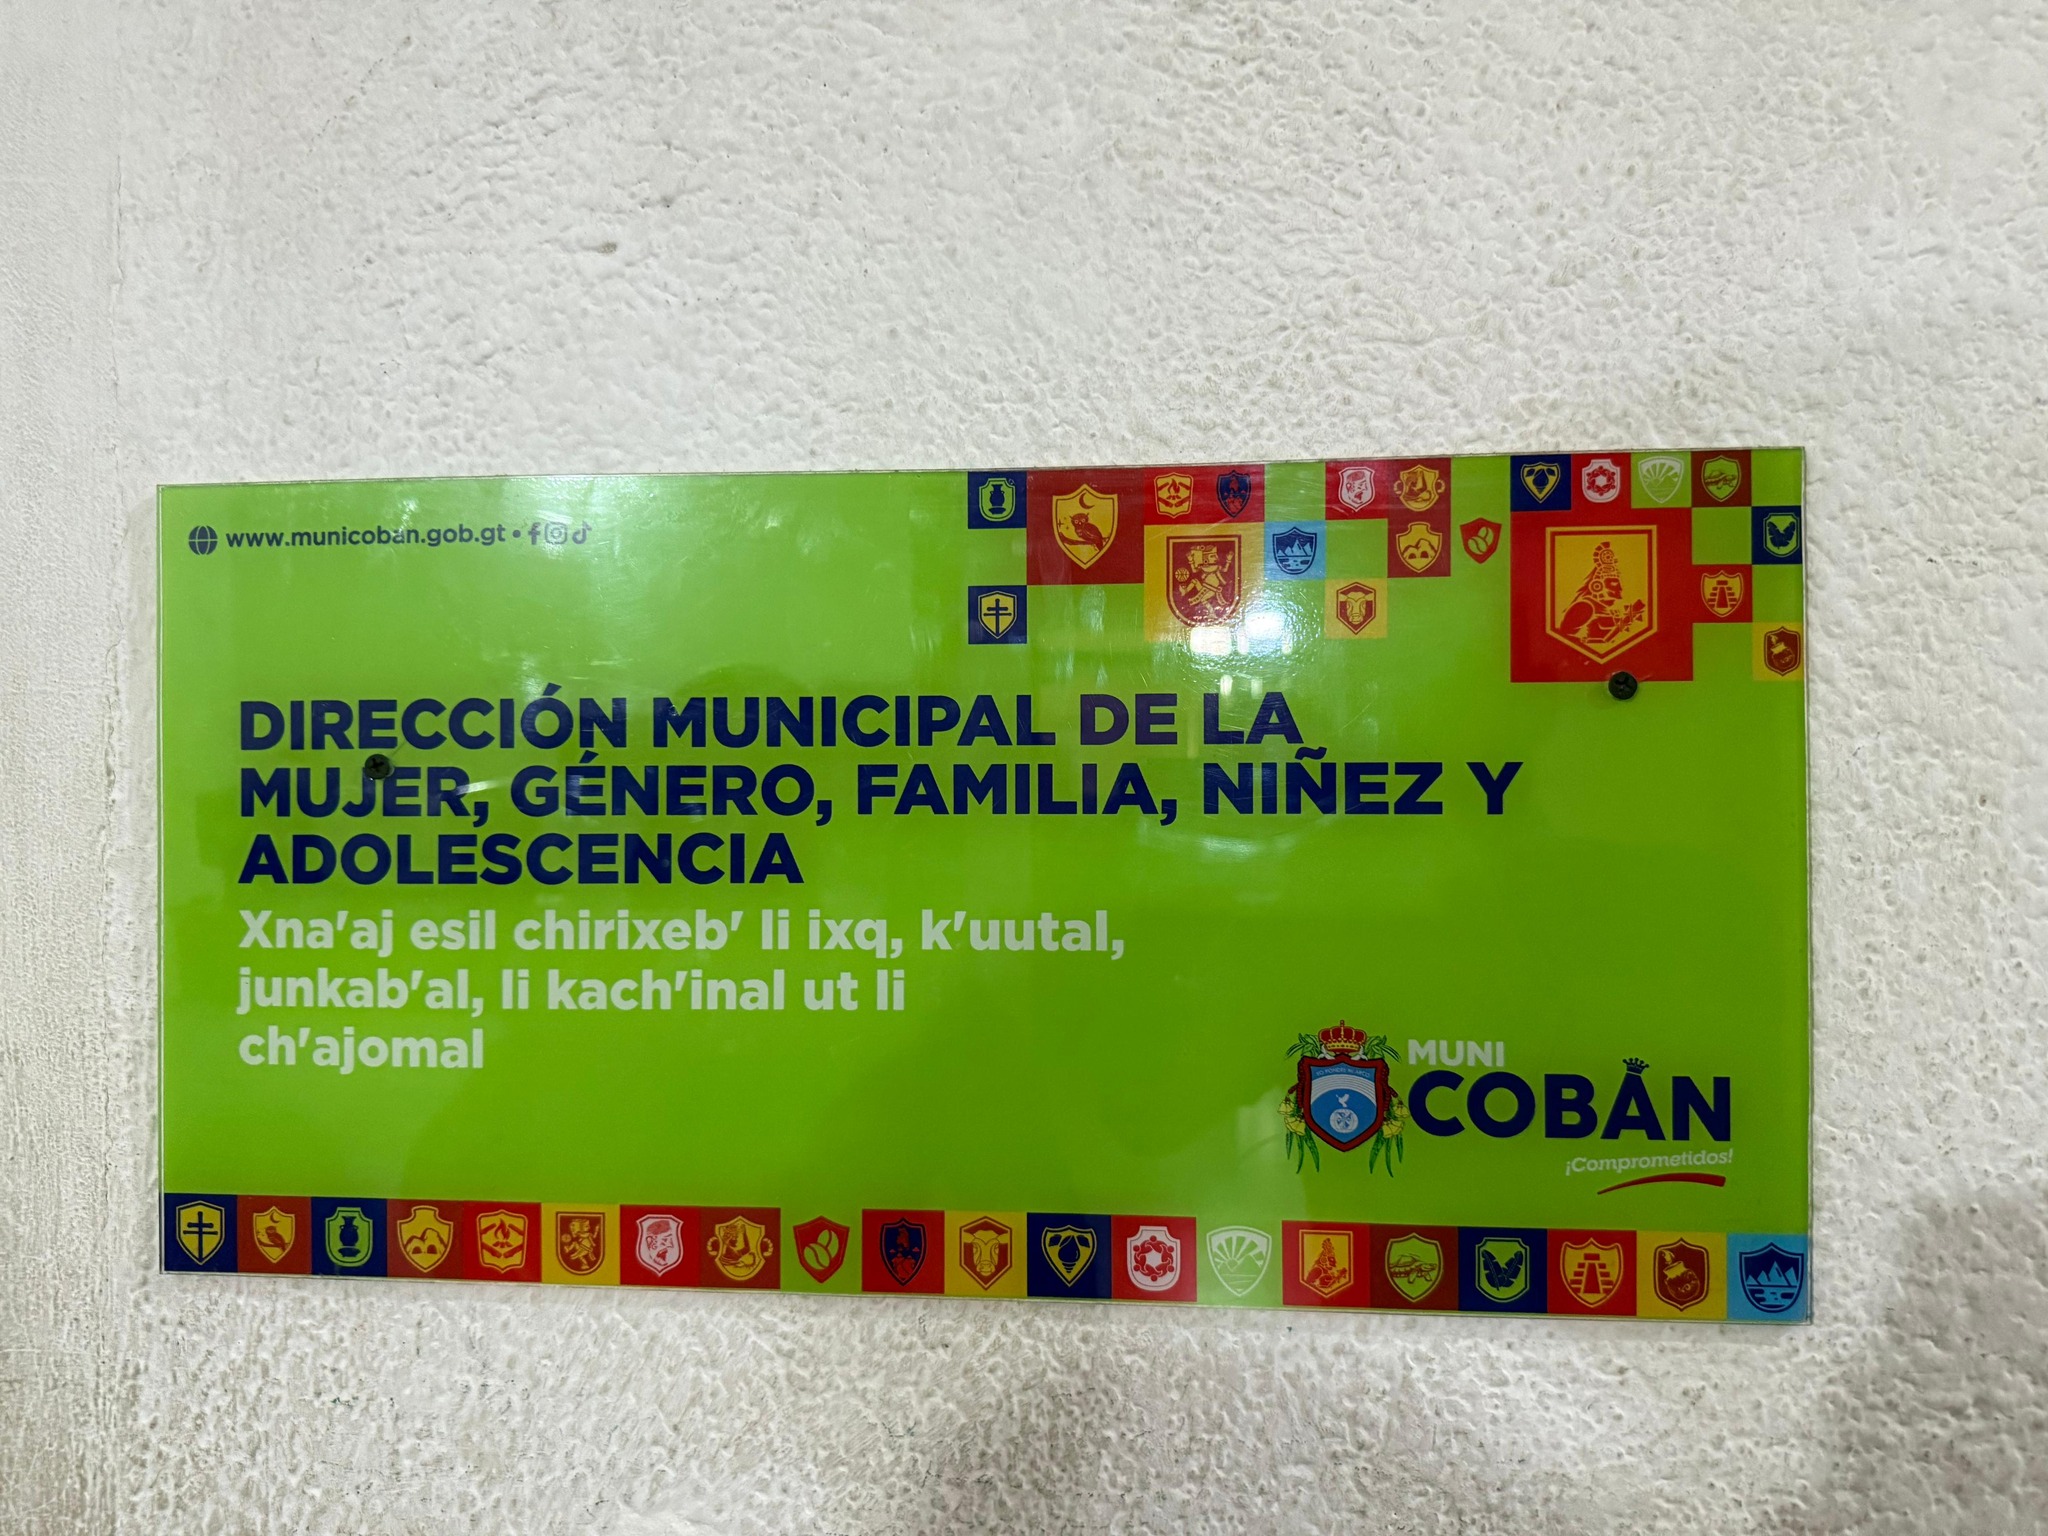 www.municoban.gob.gt •
DIRECCIÓN MUNICIPAL DE LA
MUJER, GÉNERO, FAMILIA, NIÑEZ Y
ADOLESCENCIA
Xna'aj esil chirixeb' li ixq, k'uutal,
junkab'al, li kach'inal ut li
ch'ajomal
MUNI
COBÁN
¡Comprometidos!